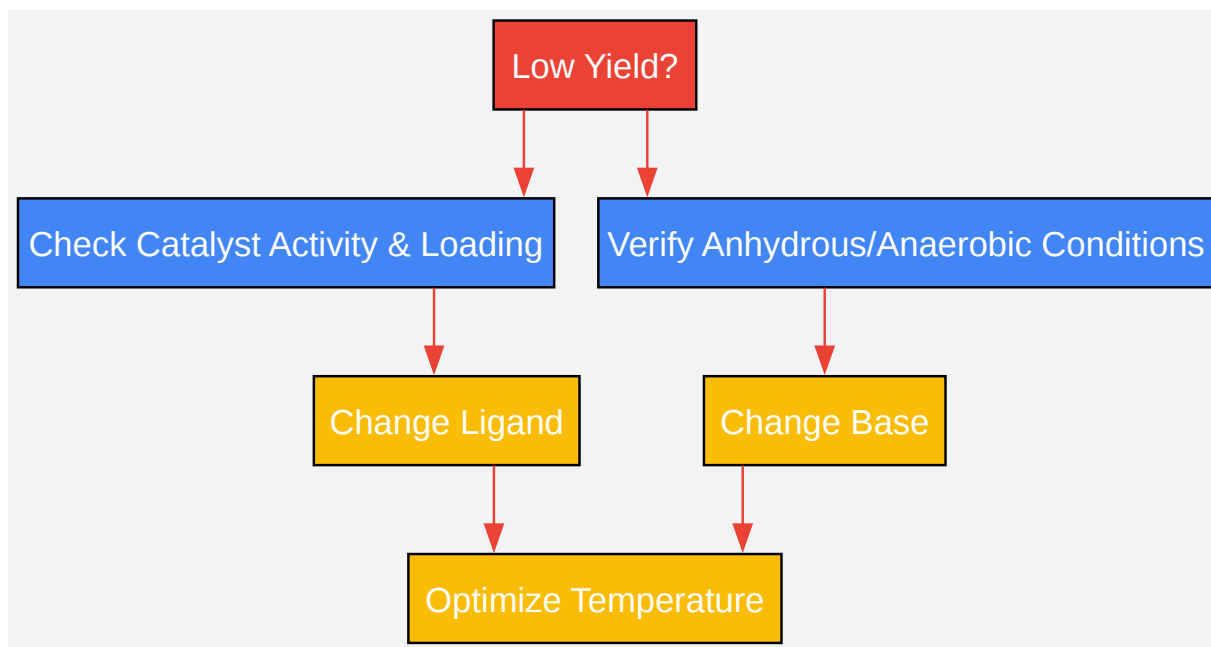 Low Yield?
Check Catalyst Activity & Loading
Verify Anhydrous/Anaerobic Conditions
Change Ligand
Change Base
Optimize Temperature